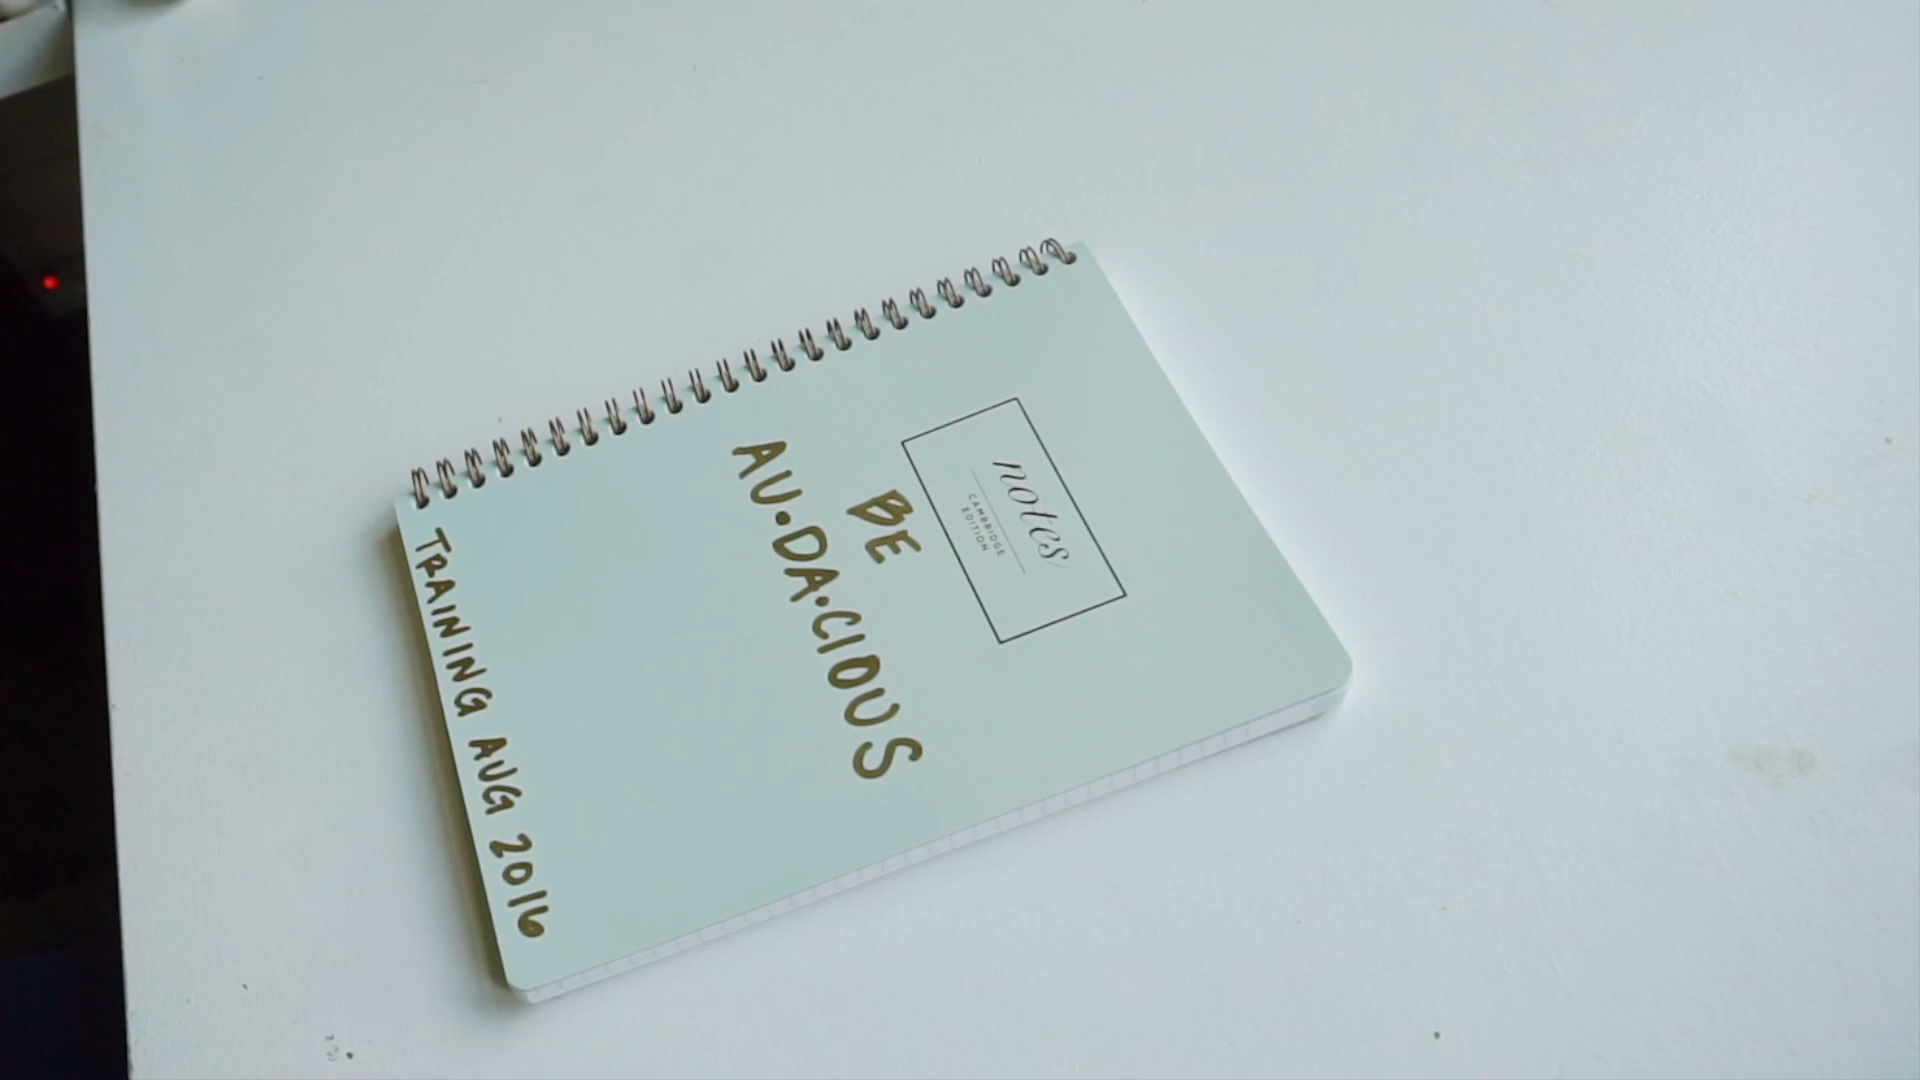 notes
CAMBRIDGE
EDITION
BE
AU•DA•CIOUS
TRAINING AUG 2016